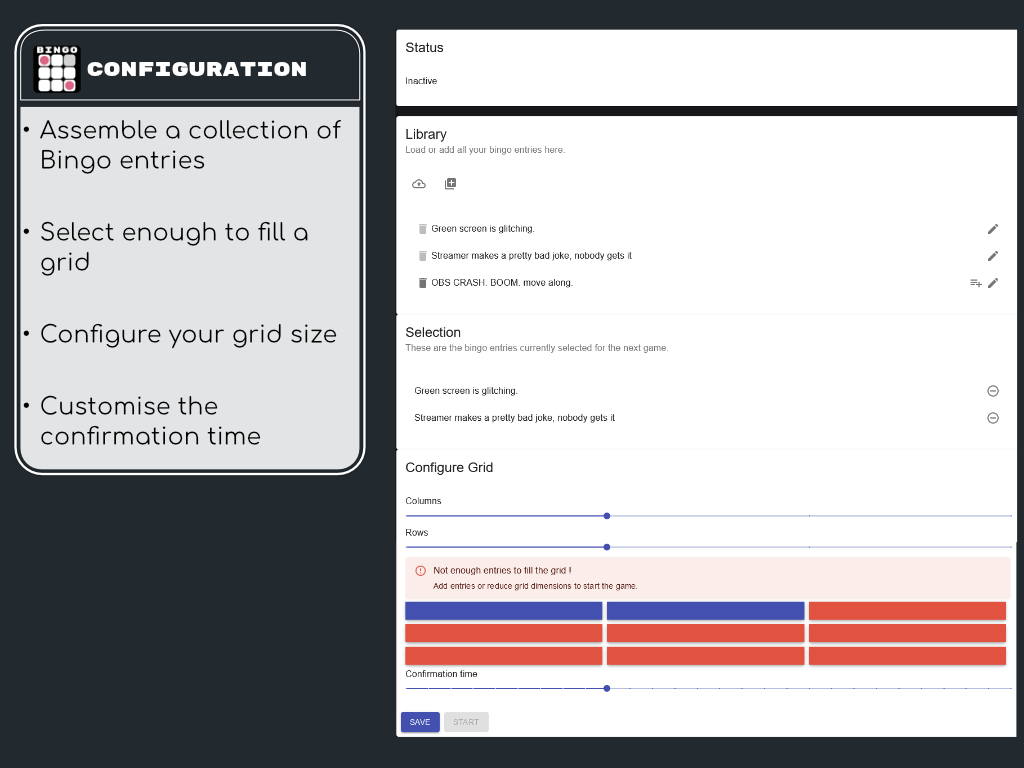 BINGO
CONFIGURATION
• Assemble a collection of
Bingo entries
• Select enough to fill a
grid
• Configure your grid size
• Customise the
confirmation time
Status
Inactive
Library
Load or add all your bingo entries here.
Green screen is glitching.
Streamer makes a pretty bad joke, nobody gets it
OBS CRASH. BOOM. move along.
Selection
These are the bingo entries currently selected for the next game.
Green screen is glitching.
Streamer makes a pretty bad joke, nobody gets it
Configure Grid
Columns
Rows
Not enough entries to fill the grid !
Add entries or reduce grid dimensions to start the game.
Confirmation time
SAVE START